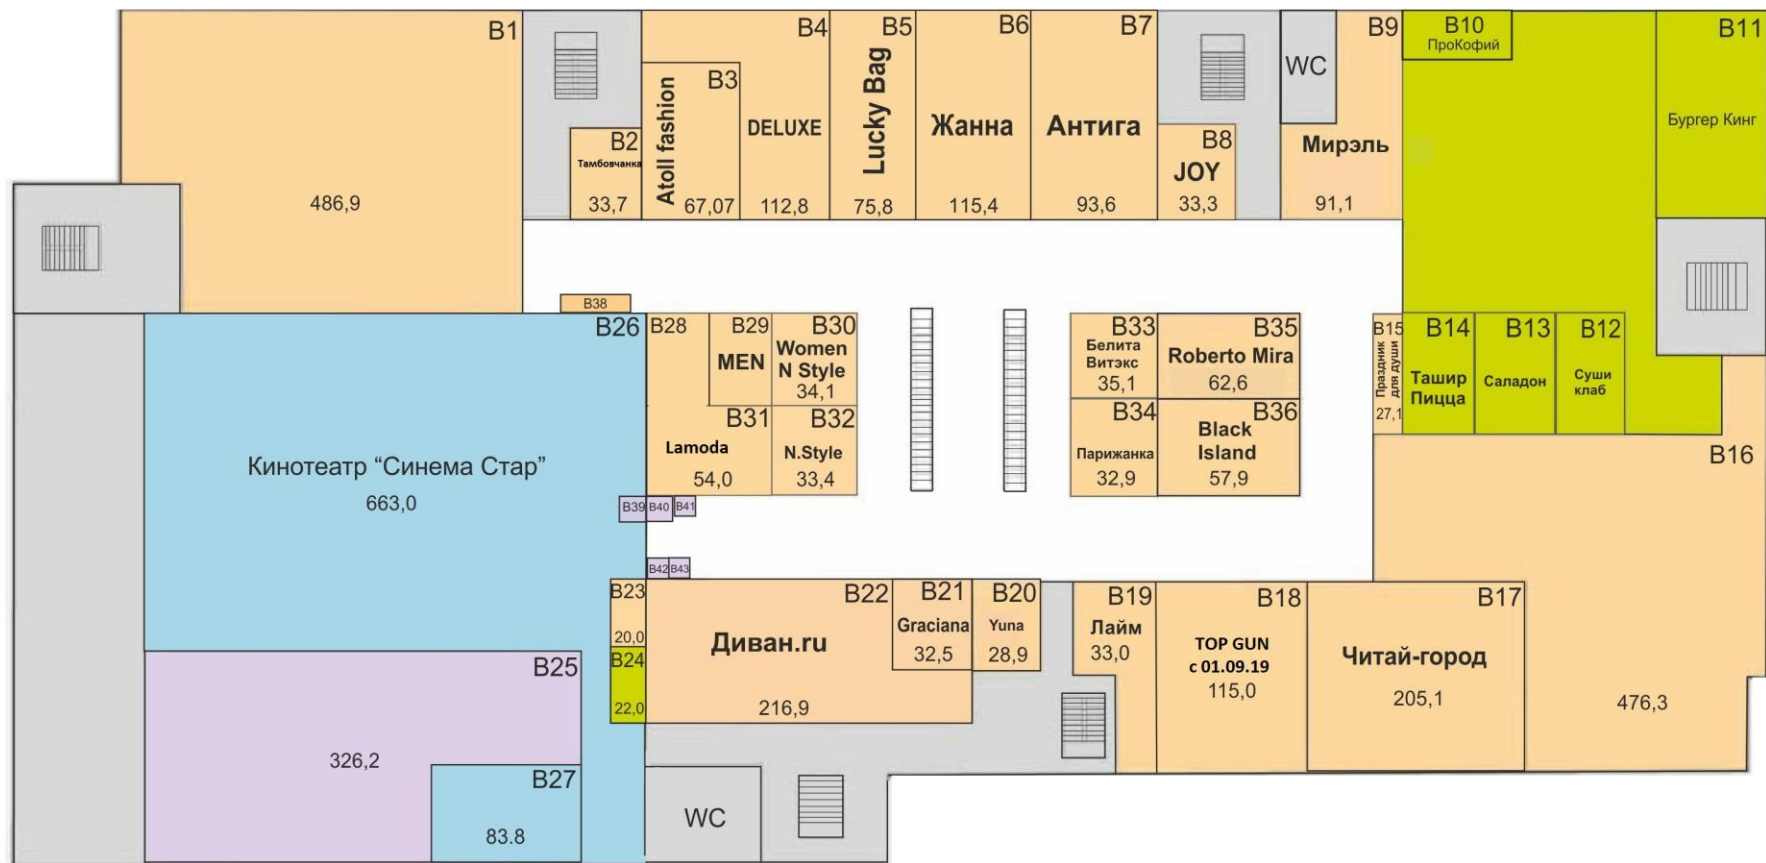 B1
486,9
B2
Тамбовчанка
33,7
B3
Atoll fashion
67,07
B4
DELUXE
112,8
B5
Lucky Bag
75,8
B6
Жанна
115,4
B7
Антига
93,6
B8
JOY
33,3
WC
B9
Мирэль
91,1
B10
ПроКофий
B11
Бургер Кинг
B38
B26
Кинотеатр “Синема Стар”
663,0
B28
B29
MEN
B30
Women
N Style
34,1
B31
Lamoda
54,0
B32
N.Style
33,4
B33
Белита
Витэкс
35,1
B34
Парижанка
32,9
B35
Roberto Mira
62,6
B36
Black
Island
57,9
B15
Праздник
для души
27,1
B14
Ташир
Пицца
B13
Саладон
B12
Суши
клаб
B16
476,3
B39
B40
B41
B42
B43
B23
20,0
B24
22,0
B22
Диван.ru
216,9
B21
Graciana
32,5
B20
Yuna
28,9
B19
Лайм
33,0
B18
TOP GUN
с 01.09.19
115,0
B17
Читай-город
205,1
B25
326,2
B27
83.8
WC